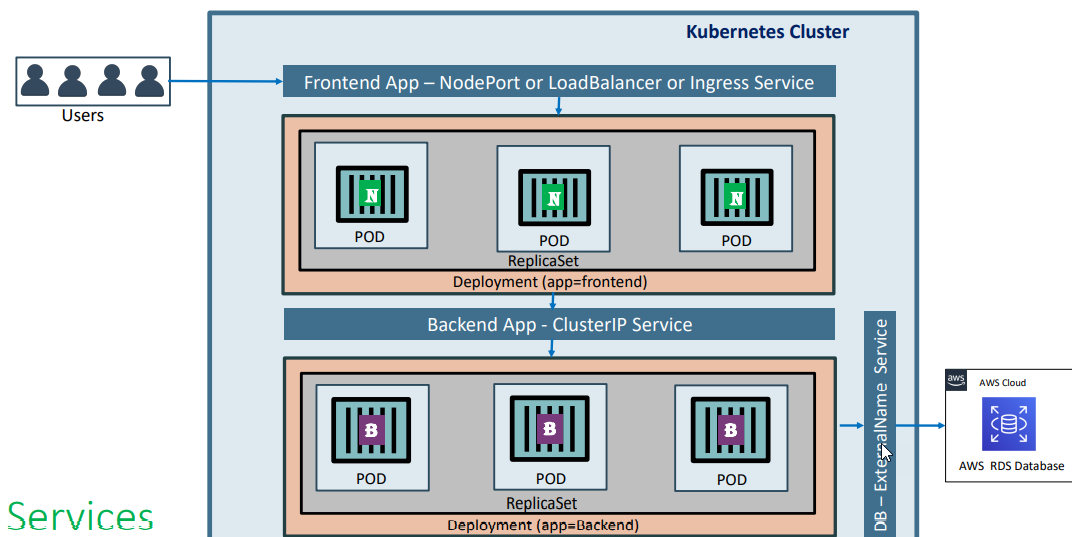 Kubernetes Cluster
Users
Frontend App – NodePort or LoadBalancer or Ingress Service
N
N
N
POD
POD
POD
ReplicaSet
Deployment (app=frontend)
Backend App - ClusterIP Service
B
B
B
POD
POD
POD
ReplicaSet
Deployment (app=Backend)
DB – ExternalName Service
aws
AWS Cloud
AWS RDS Database
Services